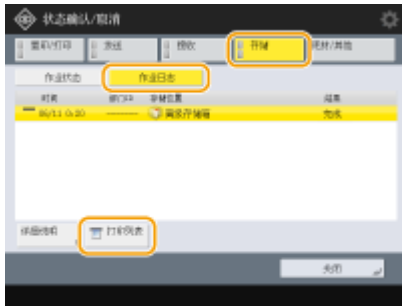 状态确认/取消
复印/打印 发送 接收 存储 耗材/其他
作业状态 作业日志
时间 部门ID 存储位置 结果
06/11 0:20 -------- 高级存储箱 完成
详细信息 打印列表
关闭